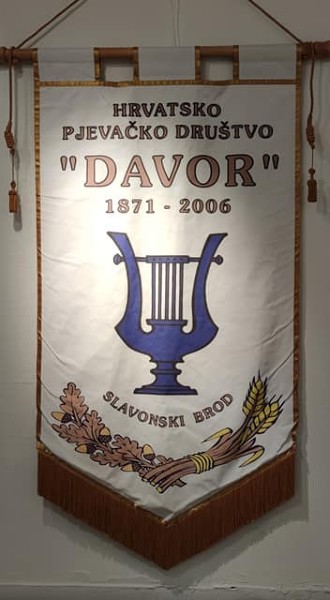 HRVATSKO
PJEVAČKO DRUŠTVO
"DAVOR"
1871 - 2006
SLAVONSKI BROD